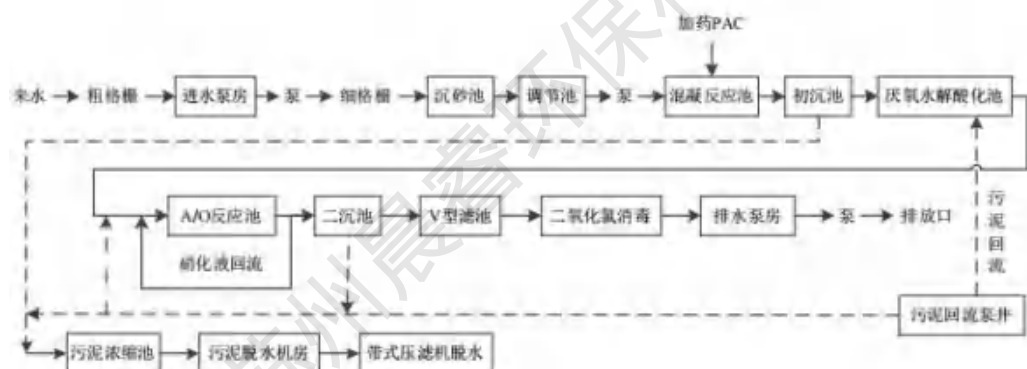 加药PAC
来水 粗格栅 进水泵房 泵 细格栅 沉砂池 调节池 泵 混凝反应池 初沉池 厌氧水解酸化池
A/O反应池 二沉池 V型滤池 二氧化氯消毒 排水泵房 泵 排放口
污泥回流
硝化液回流
污泥回流泵井
污泥浓缩池 污泥脱水机房 带式压滤机脱水
州晨睿环保